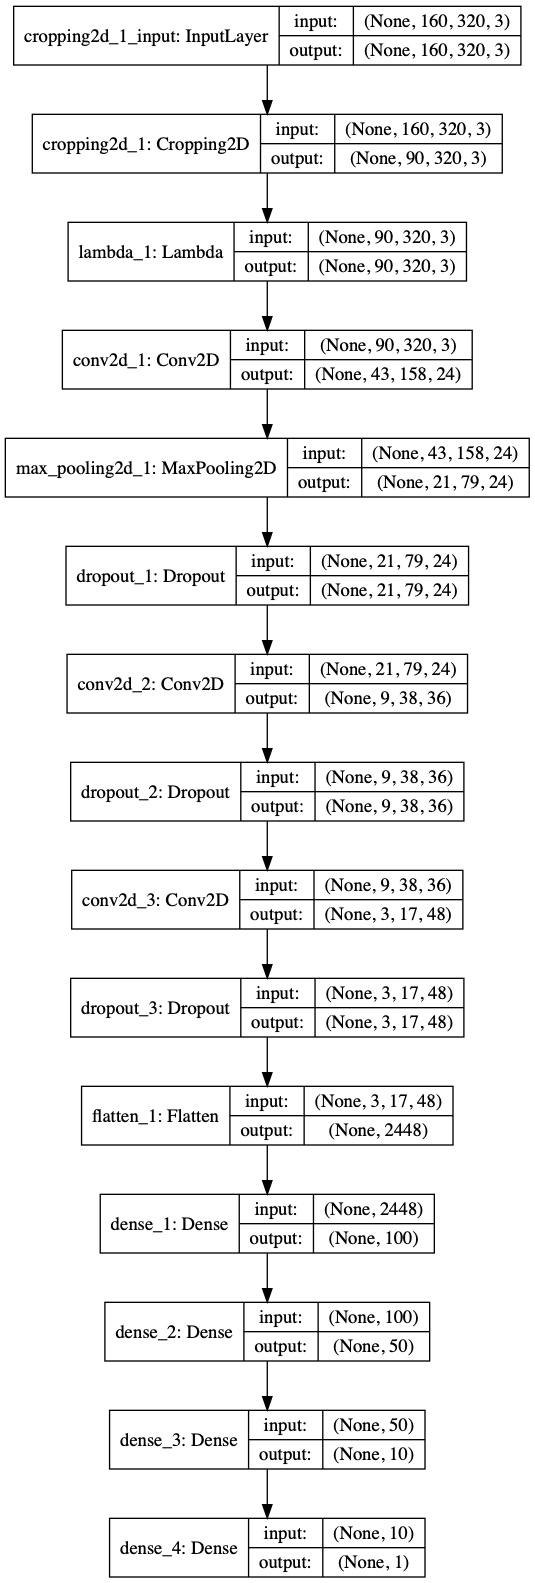 cropping2d_1_input: InputLayer
input: (None, 160, 320, 3)
output: (None, 160, 320, 3)
cropping2d_1: Cropping2D
input: (None, 160, 320, 3)
output: (None, 90, 320, 3)
lambda_1: Lambda
input: (None, 90, 320, 3)
output: (None, 90, 320, 3)
conv2d_1: Conv2D
input: (None, 90, 320, 3)
output: (None, 43, 158, 24)
max_pooling2d_1: MaxPooling2D
input: (None, 43, 158, 24)
output: (None, 21, 79, 24)
dropout_1: Dropout
input: (None, 21, 79, 24)
output: (None, 21, 79, 24)
conv2d_2: Conv2D
input: (None, 21, 79, 24)
output: (None, 9, 38, 36)
dropout_2: Dropout
input: (None, 9, 38, 36)
output: (None, 9, 38, 36)
conv2d_3: Conv2D
input: (None, 9, 38, 36)
output: (None, 3, 17, 48)
dropout_3: Dropout
input: (None, 3, 17, 48)
output: (None, 3, 17, 48)
flatten_1: Flatten
input: (None, 3, 17, 48)
output: (None, 2448)
dense_1: Dense
input: (None, 2448)
output: (None, 100)
dense_2: Dense
input: (None, 100)
output: (None, 50)
dense_3: Dense
input: (None, 50)
output: (None, 10)
dense_4: Dense
input: (None, 10)
output: (None, 1)